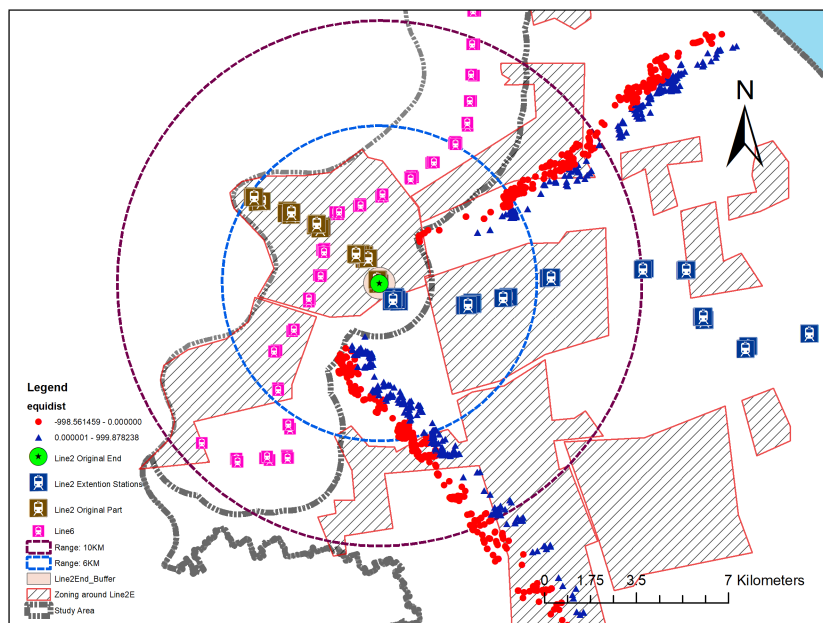 N
Legend
equidist
-998.561459 - 0.000000
0.000001 - 999.878238
Line2 Original End
Line2 Extention Stations
Line2 Original Part
Line6
Range: 10KM
Range: 6KM
Line2End_Buffer
Zoning around Line2E
Study Area
0 1.75 3.5 7 Kilometers